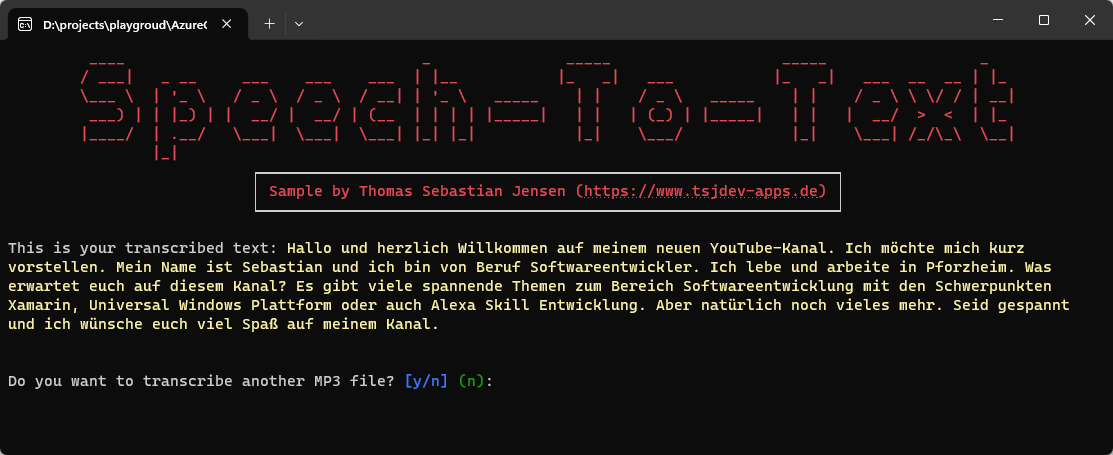 D:\projects\playgroud\Azure
Speech-To-Text
Sample by Thomas Sebastian Jensen (https://www.tsjdev-apps.de)
This is your transcribed text: Hallo und herzlich Willkommen auf meinem neuen YouTube-Kanal. Ich möchte mich kurz
vorstellen. Mein Name ist Sebastian und ich bin von Beruf Softwareentwickler. Ich lebe und arbeite in Pforzheim. Was
erwartet euch auf diesem Kanal? Es gibt viele spannende Themen zum Bereich Softwareentwicklung mit den Schwerpunkten
Xamarin, Universal Windows Plattform oder auch Alexa Skill Entwicklung. Aber natürlich noch vieles mehr. Seid gespannt
und ich wünsche euch viel Spaß auf meinem Kanal.
Do you want to transcribe another MP3 file? [y/n] (n):